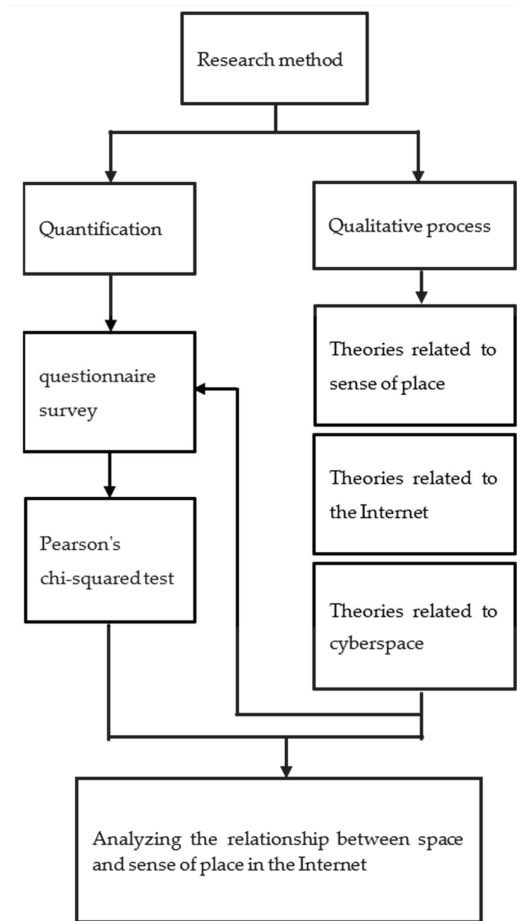 Research method
Quantification
Qualitative process
questionnaire
survey
Theories related to
sense of place
Theories related to
the Internet
Pearson's
chi-squared test
Theories related to
cyberspace
Analyzing the relationship between space
and sense of place in the Internet